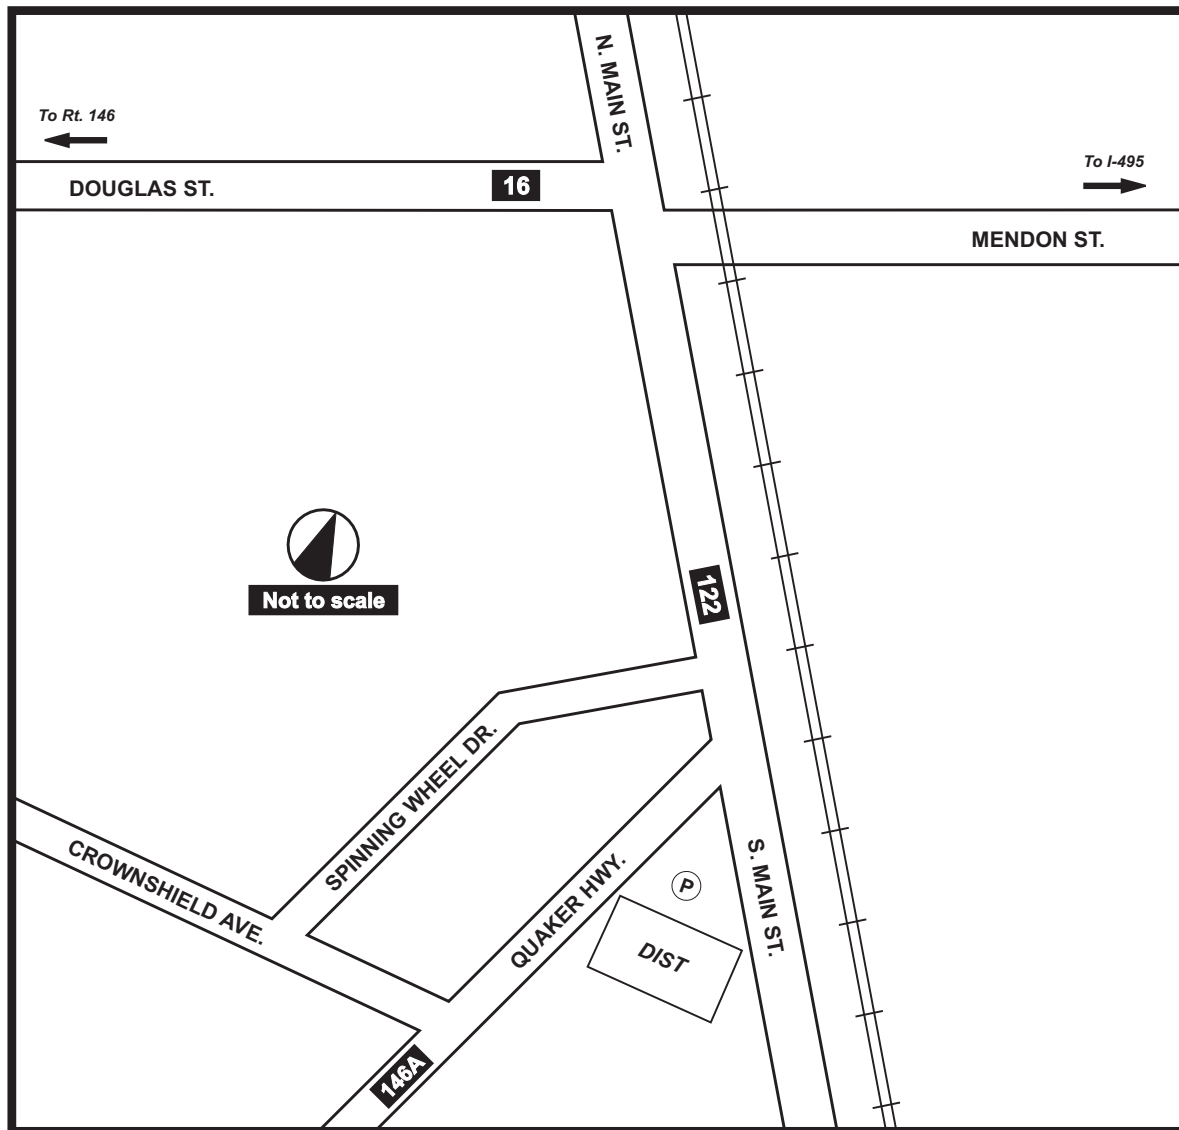 N. MAIN ST.
To Rt. 146
To I-495
DOUGLAS ST.
16
MENDON ST.
Not to scale
122
SPINNING WHEEL DR.
CROWNSHIELD AVE.
QUAKER HWY.
S. MAIN ST.
P
DIST
146A